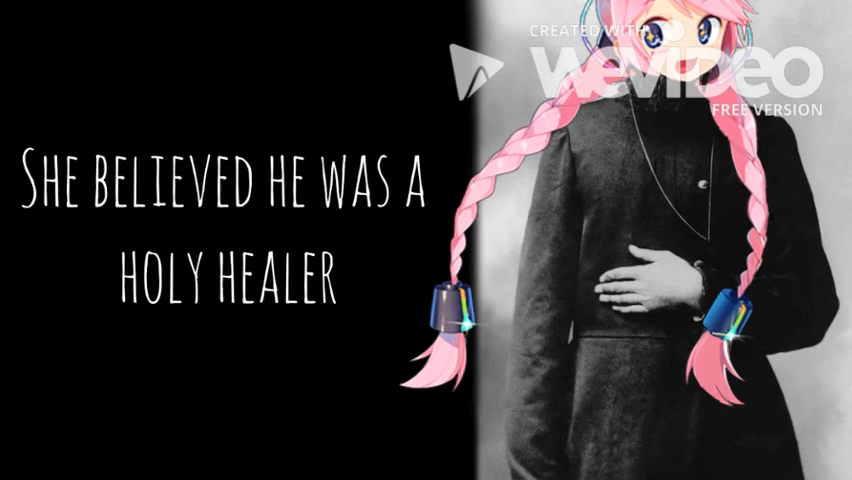 She believed he was a
holy healer
CREATED WITH
WeVideo
FREE VERSION